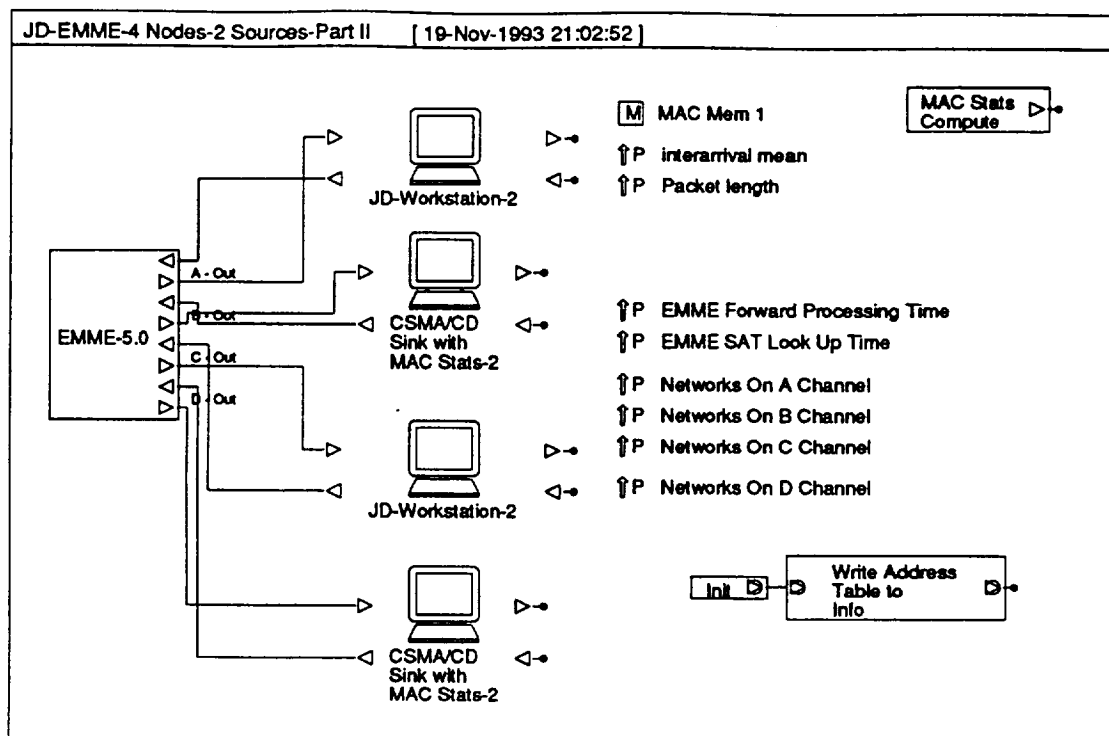 JD-EMME-4 Nodes-2 Sources-Part II [ 19-Nov-1993 21:02:52 ]
MAC Stats
Compute
M MAC Mem 1
⇑P interarrival mean
⇑P Packet length
JD-Workstation-2
EMME-5.0
A - Out
B - Out
C - Out
D - Out
CSMA/CD
Sink with
MAC Stats-2
⇑P EMME Forward Processing Time
⇑P EMME SAT Look Up Time
⇑P Networks On A Channel
⇑P Networks On B Channel
⇑P Networks On C Channel
⇑P Networks On D Channel
JD-Workstation-2
Init
Write Address
Table to
Info
CSMA/CD
Sink with
MAC Stats-2